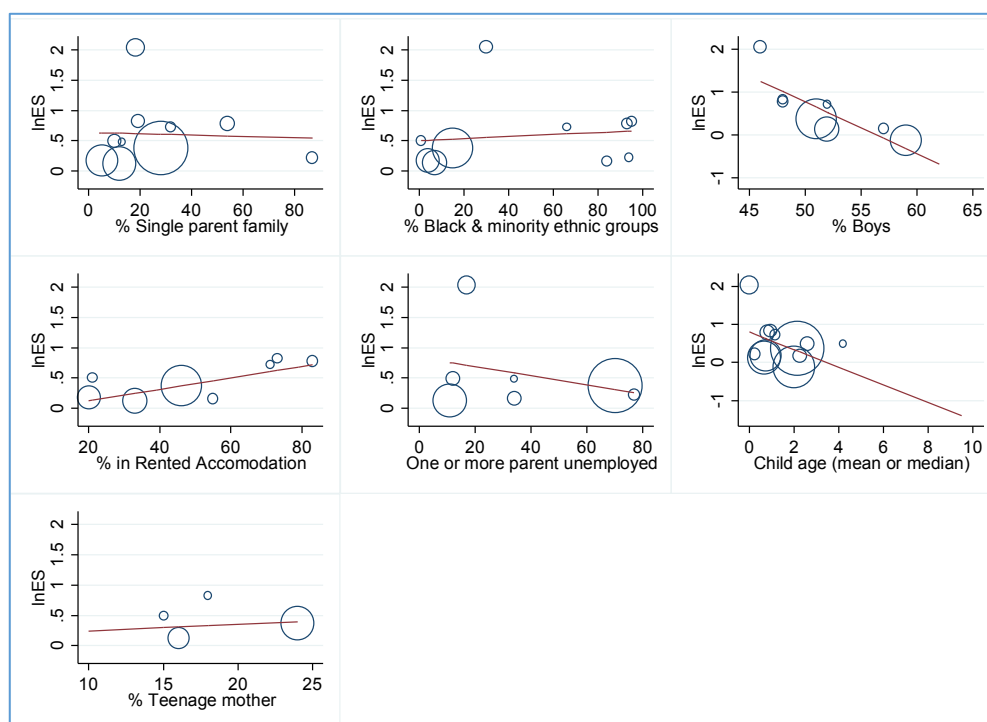 lnES
0 .5 1 1.5 2
0 20 40 60 80
% Single parent family
lnES
0 .5 1 1.5 2
0 20 40 60 80 100
% Black & minority ethnic groups
lnES
-1 0 1 2
45 50 55 60 65
% Boys
lnES
0 .5 1 1.5 2
20 40 60 80
% in Rented Accomodation
lnES
0 .5 1 1.5 2
0 20 40 60 80
One or more parent unemployed
lnES
-1 0 1 2
0 2 4 6 8 10
Child age (mean or median)
lnES
0 .5 1 1.5 2
10 15 20 25
% Teenage mother